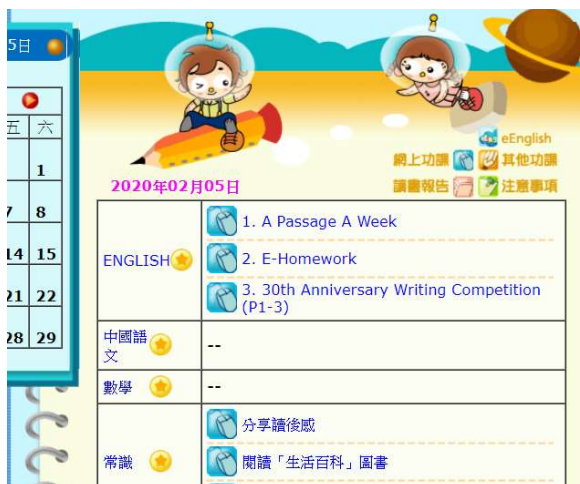 5日
五 六
1
7 8
14 15
21 22
28 29
eEnglish
網上功課 其他功課
讀書報告 注意事項
2020年02月05日
ENGLISH
1. A Passage A Week
2. E-Homework
3. 30th Anniversary Writing Competition
(P1-3)
中國語
文
--
數學
--
常識
分享讀後感
閱讀「生活百科」圖書